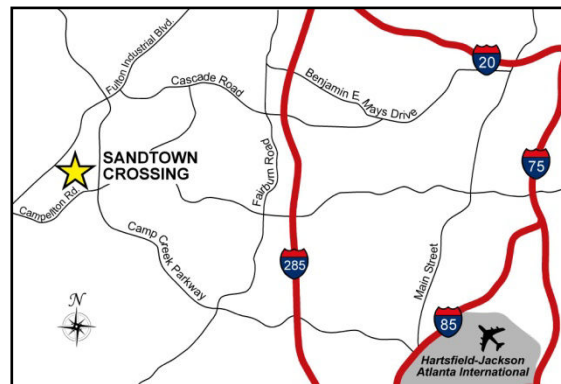 Fulton Industrial Blvd.
20
Cascade Road
Benjamin E. Mays Drive
SANDTOWN
CROSSING
Fairburn Road
75
Campellton Rd.
Camp Creek Parkway
285
Main Street
N
85
Hartsfield-Jackson
Atlanta International